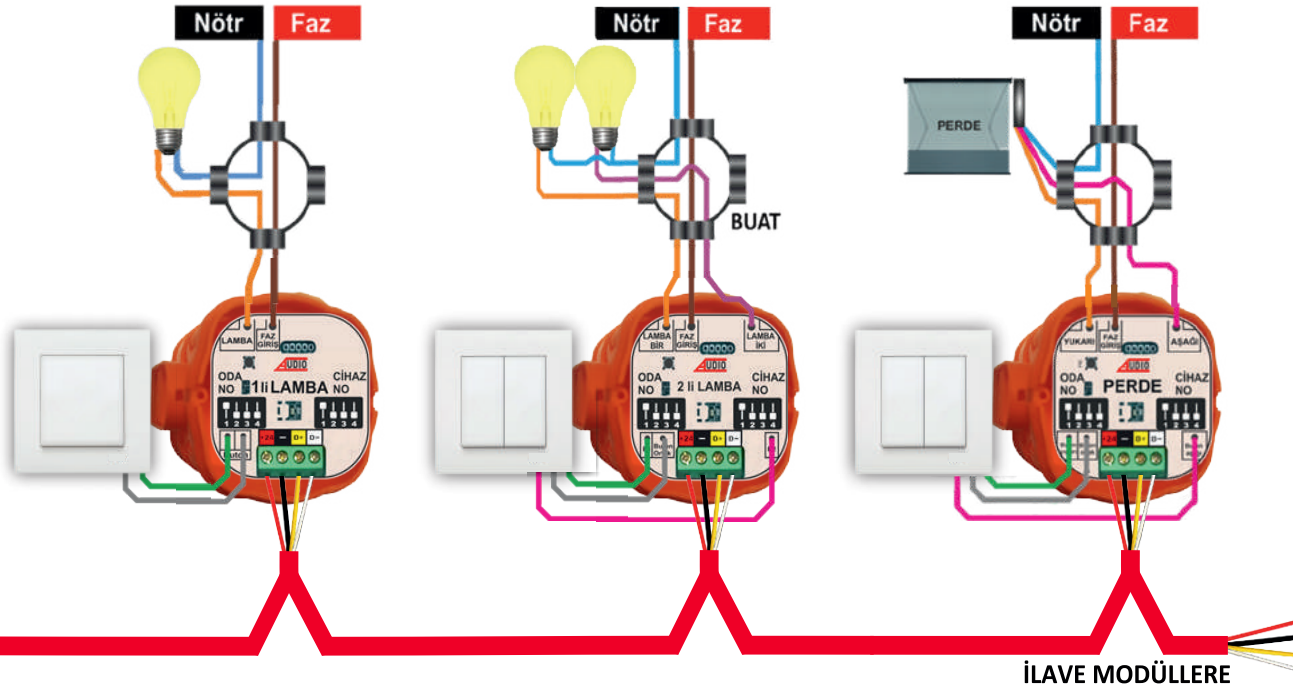 Nötr Faz
LAMBA
FAZ
GİRİŞ
AUDIO
ODA
NO
1 li LAMBA
CİHAZ
NO
1 2 3 4
1 2 3 4
+24 – D+ D–
Nötr Faz
BUAT
LAMBA
BİR
FAZ
GİRİŞ
LAMBA
İKİ
AUDIO
ODA
NO
2 li LAMBA
CİHAZ
NO
1 2 3 4
1 2 3 4
+24 – D+ D–
Nötr Faz
PERDE
YUKARI
FAZ
GİRİŞ
AŞAĞI
AUDIO
ODA
NO
PERDE
CİHAZ
NO
1 2 3 4
1 2 3 4
+24 – D+ D–
İLAVE MODÜLLERE